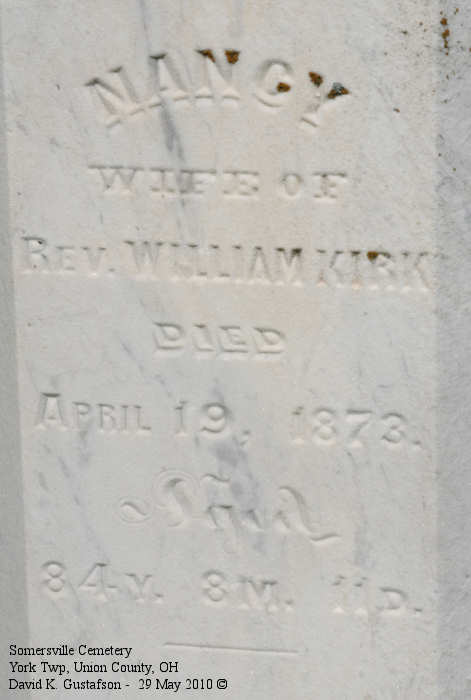 NANCY
WIFE OF
REV. WILLIAM KIRK
DIED
APRIL 19, 1873.
Aged
84 Y. 8 M. 11 D.
Somersville Cemetery
York Twp, Union County, OH
David K. Gustafson - 29 May 2010 ©